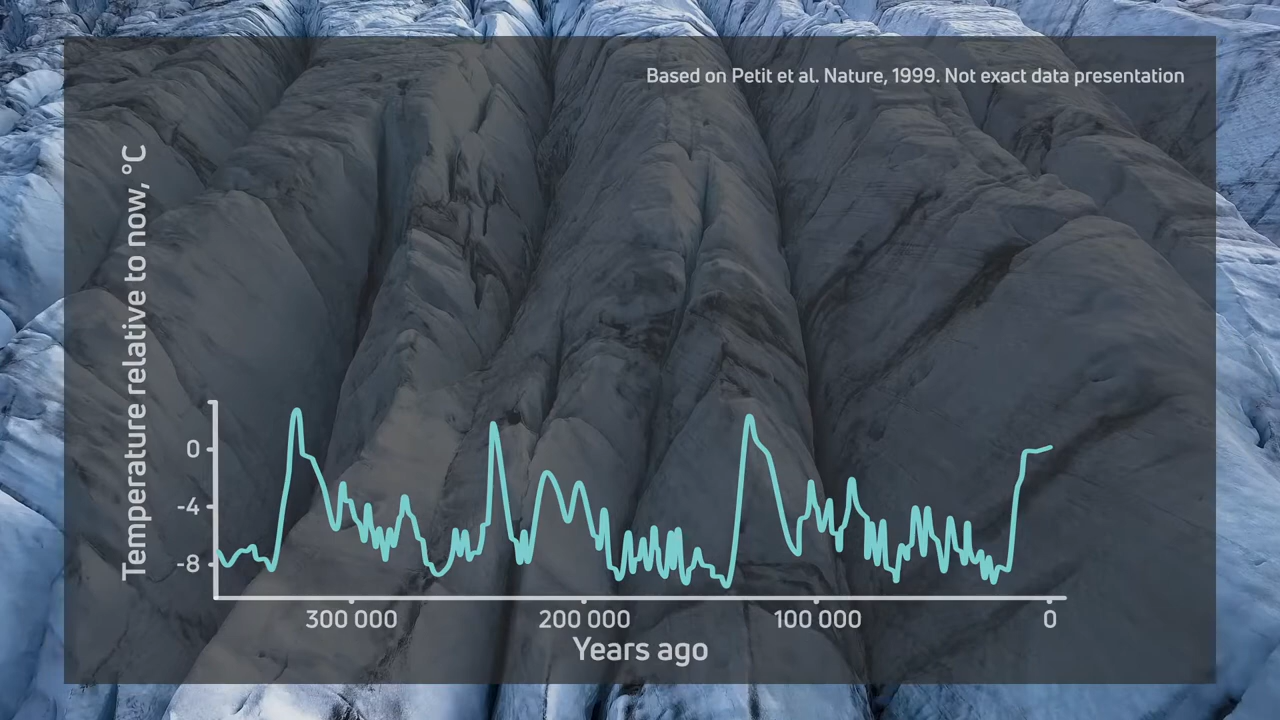 Based on Petit et al. Nature, 1999. Not exact data presentation
Temperature relative to now, °C
0
-4
-8
300 000
200 000
100 000
0
Years ago